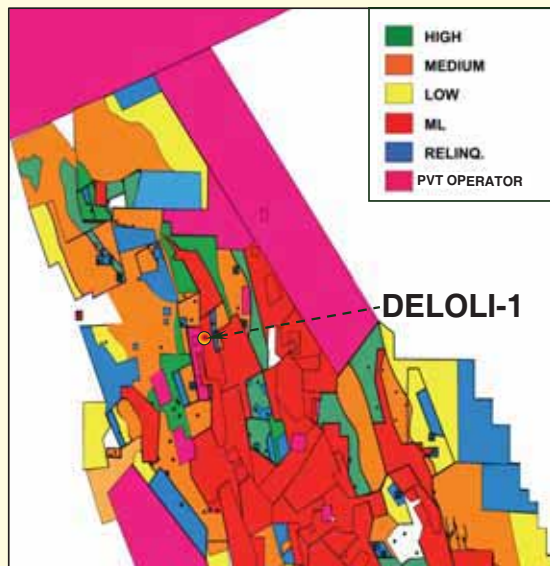 HIGH
MEDIUM
LOW
ML
RELINQ.
PVT OPERATOR
DELOLI-1